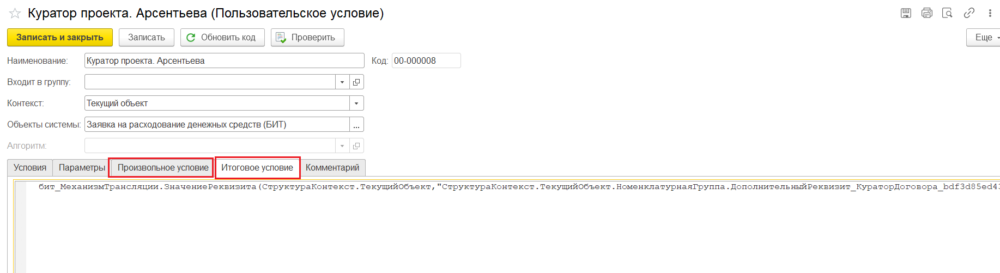 Куратор проекта. Арсентьева (Пользовательское условие)
Записать и закрыть Записать Обновить код Проверить Еще
Наименование: Куратор проекта. Арсентьева Код: 00-000008
Входит в группу:
Контекст: Текущий объект
Объекты системы: Заявка на расходование денежных средств (БИТ) ...
Алгоритм:
Условия Параметры Произвольное условие Итоговое условие Комментарий
бит_МеханизмТрансляции.ЗначениеРеквизита(СтруктураКонтекст.ТекущийОбъект,"СтруктураКонтекст.ТекущийОбъект.НоменклатурнаяГруппа.ДополнительныйРеквизит_КураторДоговора_bdf3d85ed43